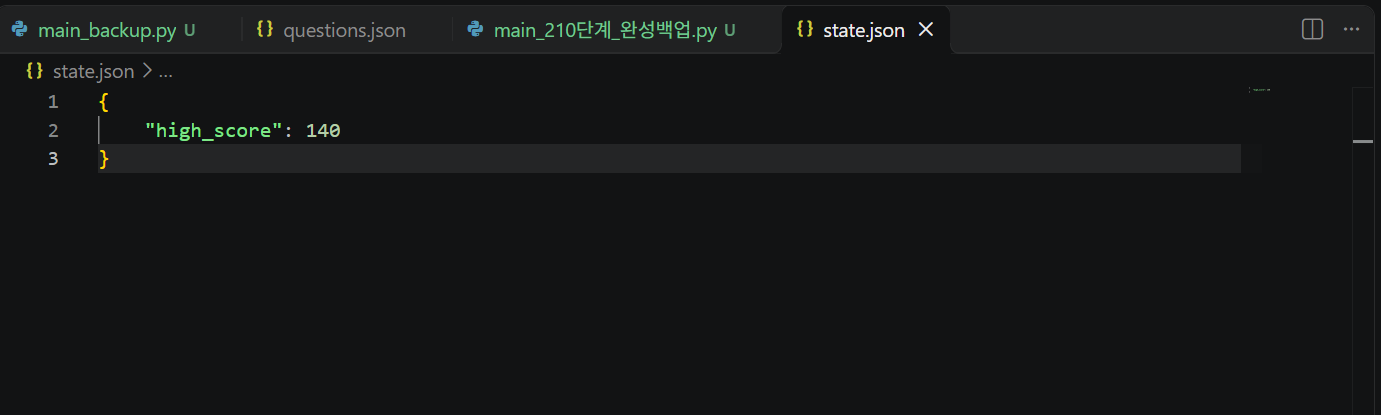 main_backup.py U questions.json main_210단계_완성백업.py U state.json
state.json > ...
1 {
2 "high_score": 140
3 }